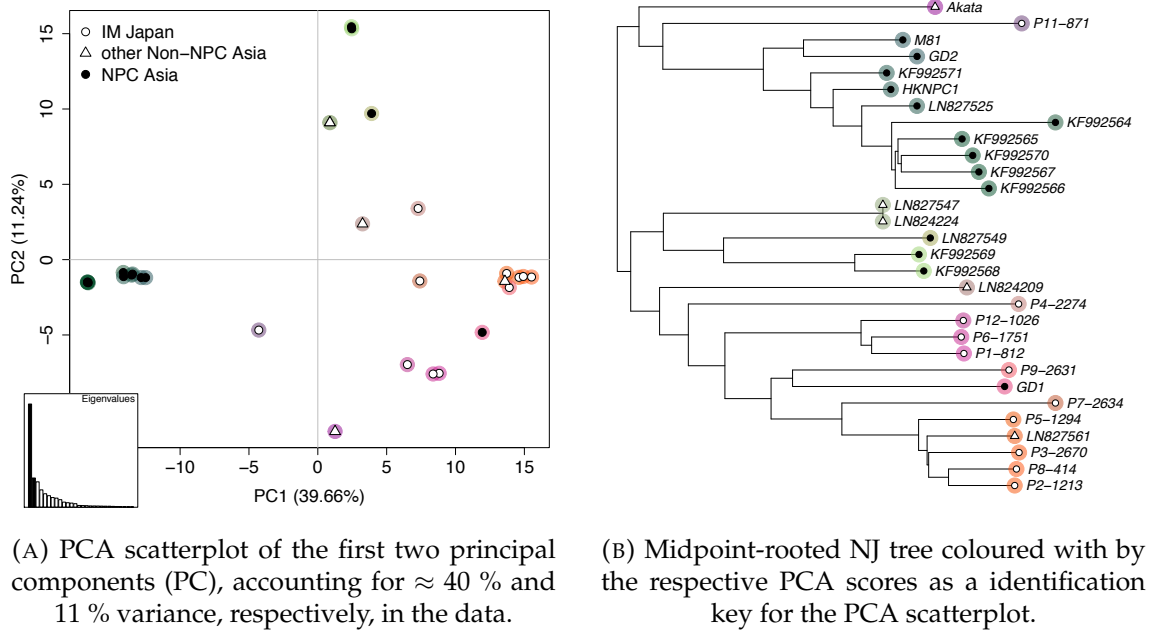 IM Japan
other Non−NPC Asia
NPC Asia
15
10
5
0
−5
PC2 (11.24%)
Eigenvalues
−10
−5
0
5
10
15
PC1 (39.66%)
Akata
P11−871
M81
GD2
KF992571
HKNPC1
LN827525
KF992564
KF992565
KF992570
KF992567
KF992566
LN827547
LN824224
LN827549
KF992569
KF992568
LN824209
P4−2274
P12−1026
P6−1751
P1−812
P9−2631
GD1
P7−2634
P5−1294
LN827561
P3−2670
P8−414
P2−1213
(A) PCA scatterplot of the first two principal
components (PC), accounting for ≈ 40 % and
11 % variance, respectively, in the data.
(B) Midpoint-rooted NJ tree coloured with by
the respective PCA scores as a identification
key for the PCA scatterplot.